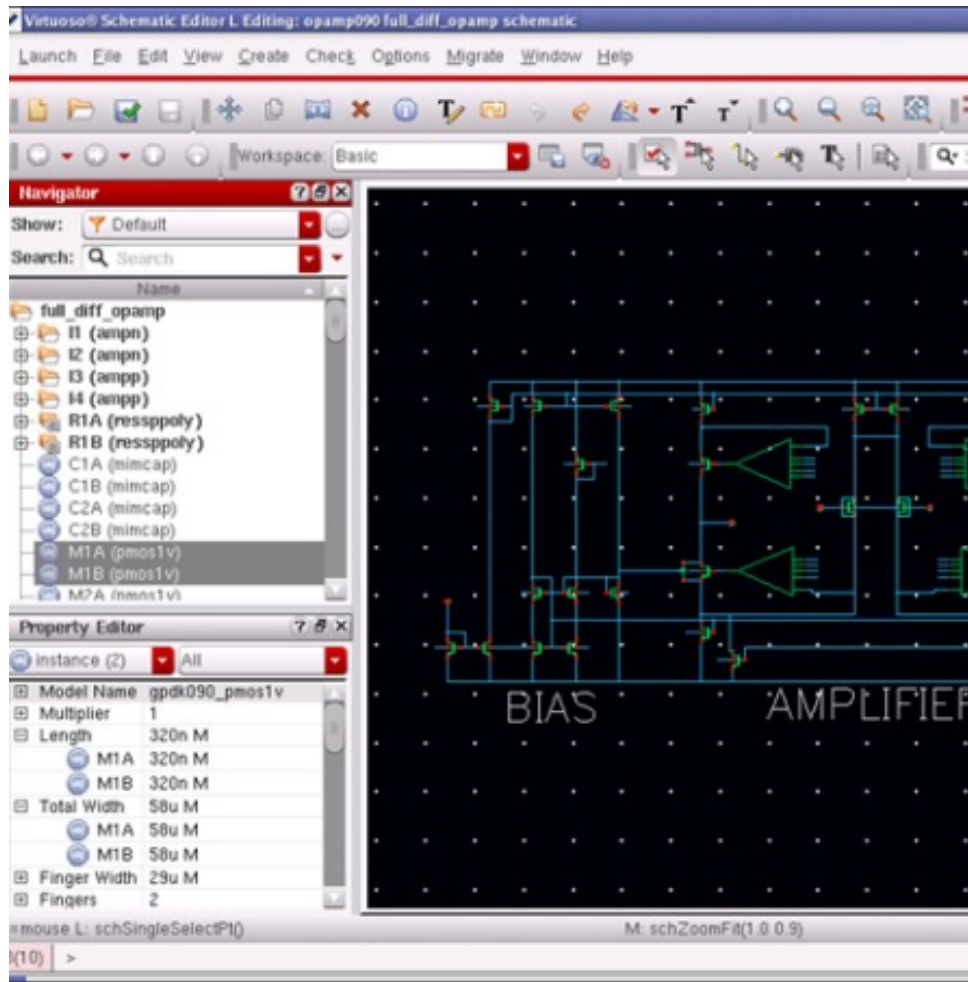 Virtuoso® Schematic Editor L Editing: opamp090 full_diff_opamp schematic
Launch File Edit View Create Check Options Migrate Window Help
Workspace: Basic
Navigator
Show: Default
Search: Search
Name
full_diff_opamp
I1 (ampn)
I2 (ampn)
I3 (ampp)
I4 (ampp)
R1A (ressppoly)
R1B (ressppoly)
C1A (mimcap)
C1B (mimcap)
C2A (mimcap)
C2B (mimcap)
M1A (pmos1v)
M1B (pmos1v)
M2A (nmos1v)
Property Editor
instance (2) All
Model Name gpdk090_pmos1v
Multiplier 1
Length 320n M
M1A 320n M
M1B 320n M
Total Width 58u M
M1A 58u M
M1B 58u M
Finger Width 29u M
Fingers 2
BIAS AMPLIFIER
mouse L: schSingleSelectPt() M: schZoomFit(1.0 0.9)
(10) >